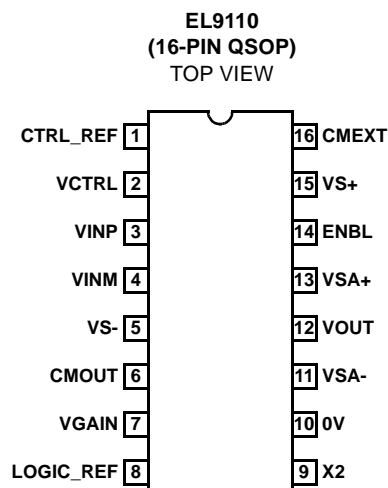 EL9110
(16-PIN QSOP)
TOP VIEW
CTRL_REF 1 16 CMEXT
VCTRL 2 15 VS+
VINP 3 14 ENBL
VINM 4 13 VSA+
VS- 5 12 VOUT
CMOUT 6 11 VSA-
VGAIN 7 10 0V
LOGIC_REF 8 9 X2